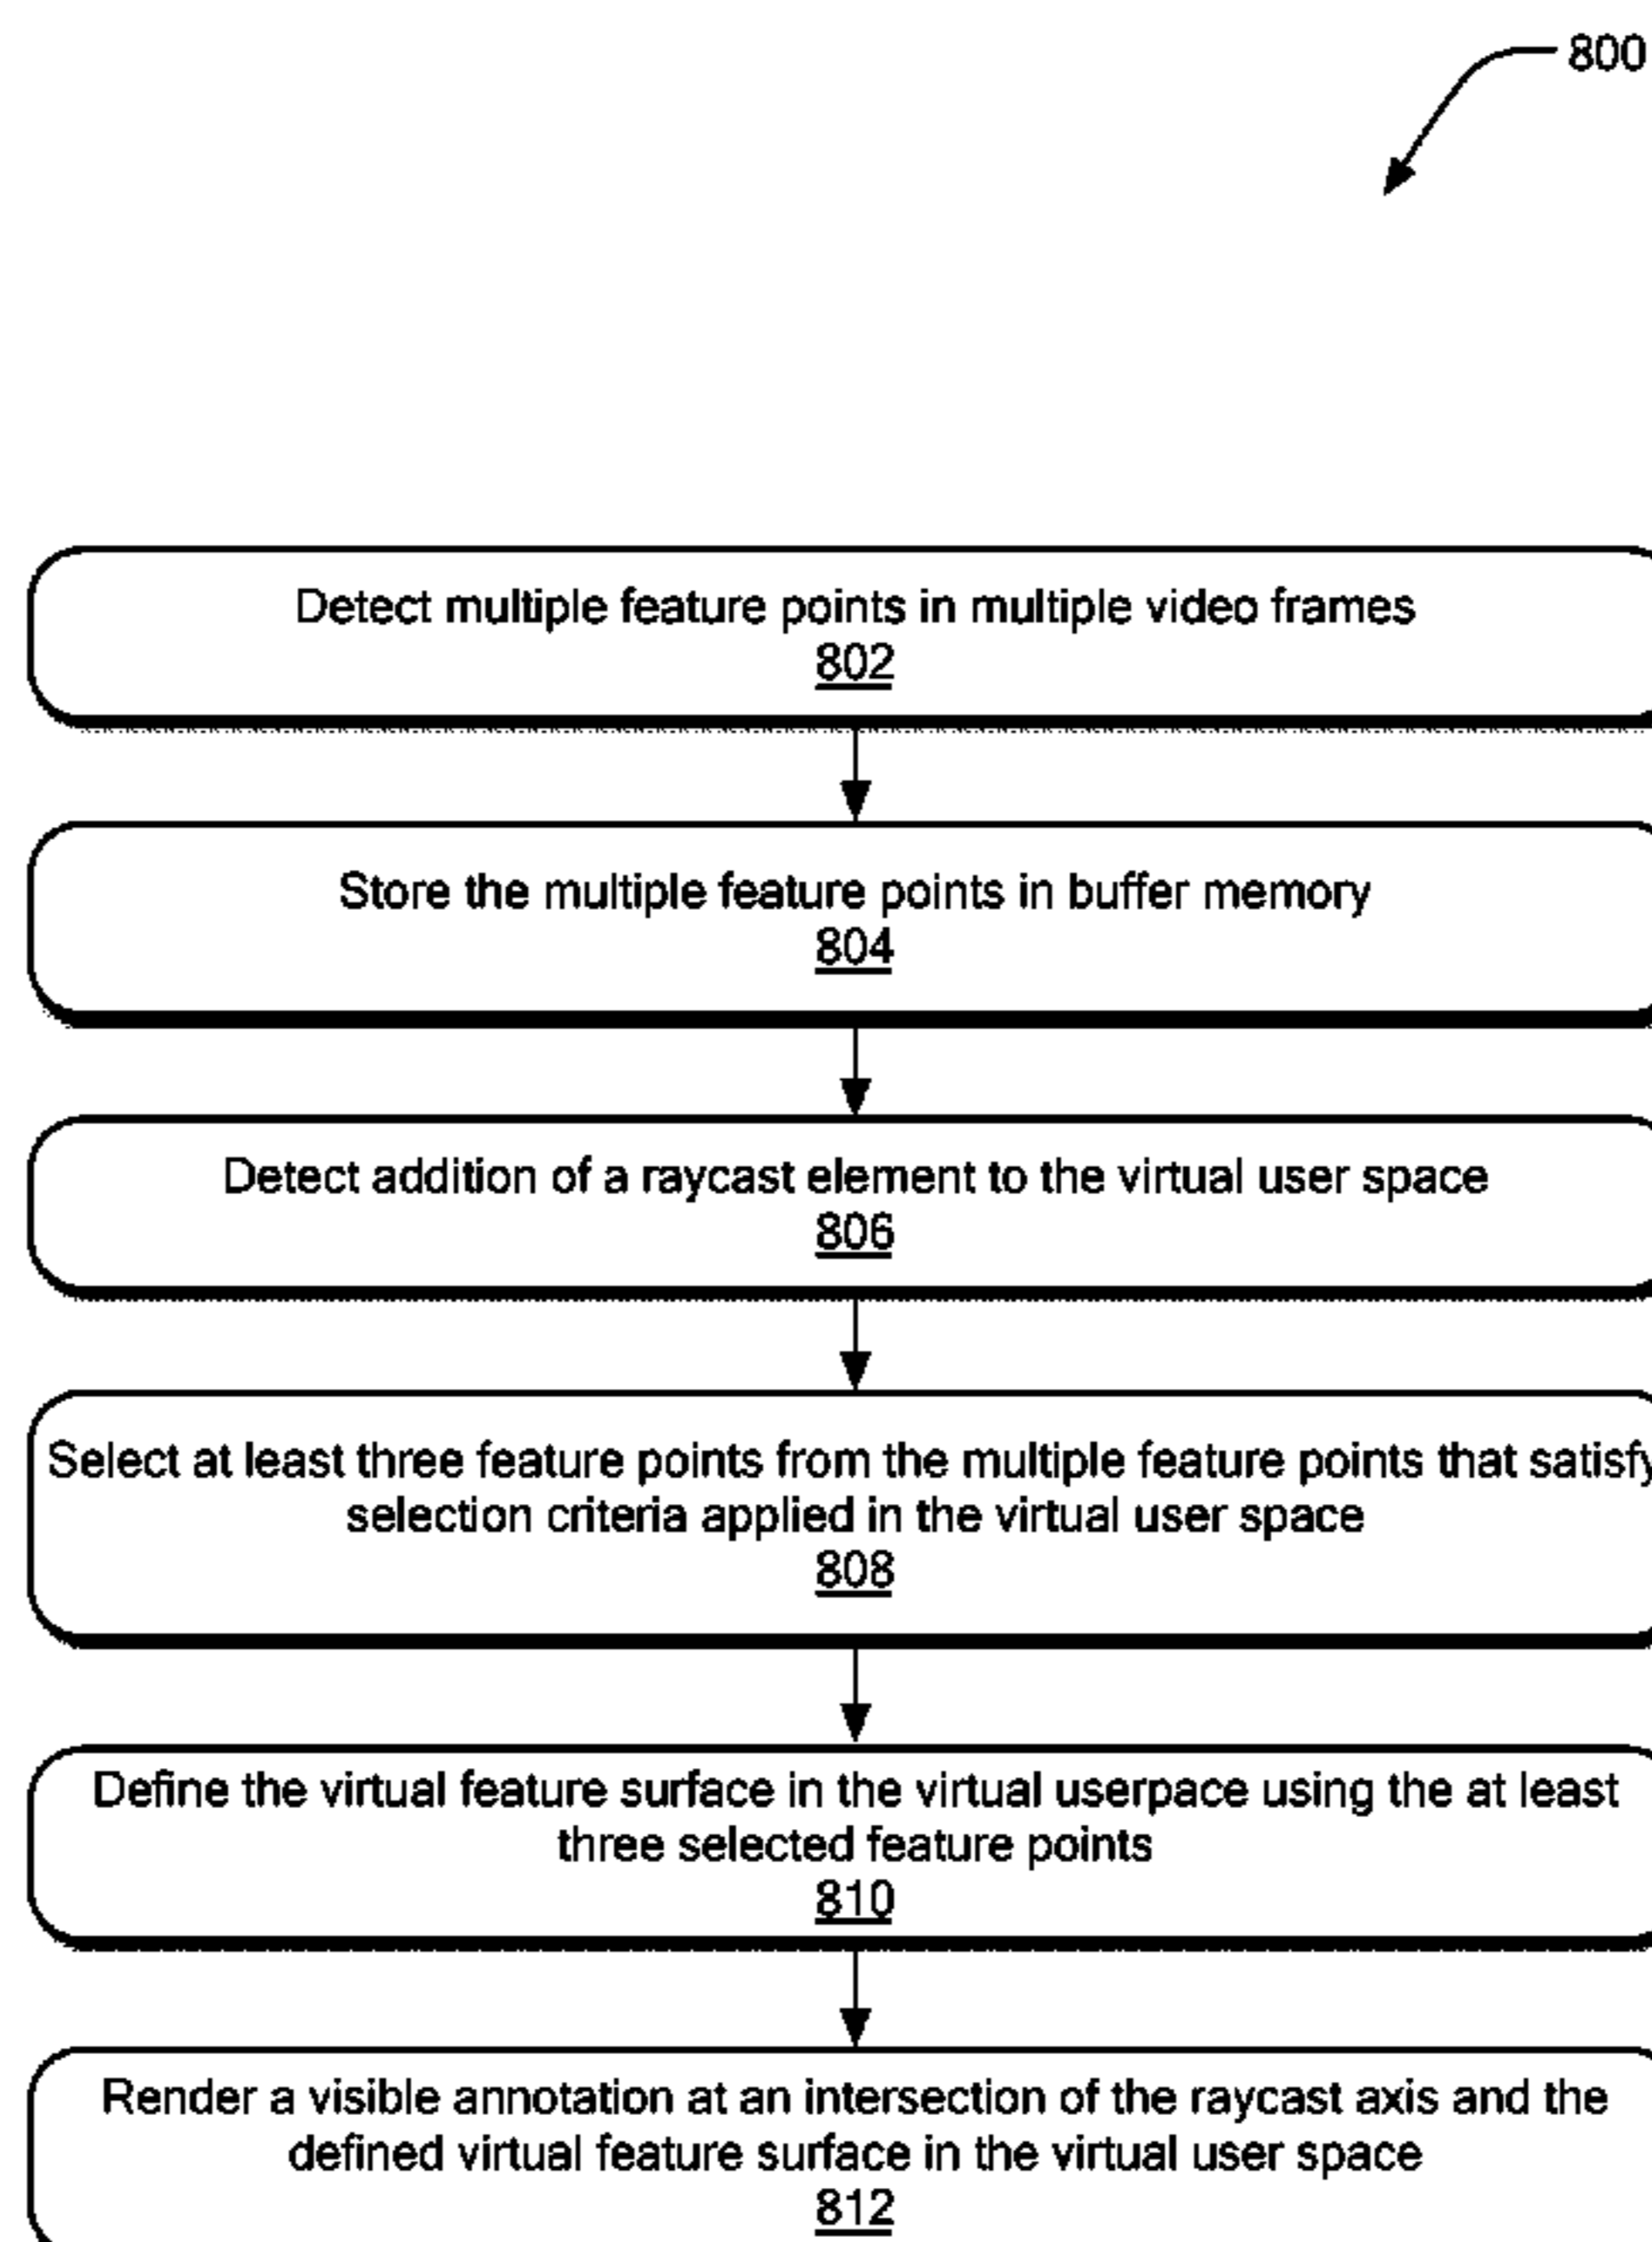 800
Detect multiple feature points in multiple video frames
802
Store the multiple feature points in buffer memory
804
Detect addition of a raycast element to the virtual user space
806
Select at least three feature points from the multiple feature points that satisfy
selection criteria applied in the virtual user space
808
Define the virtual feature surface in the virtual userpace using the at least
three selected feature points
810
Render a visible annotation at an intersection of the raycast axis and the
defined virtual feature surface in the virtual user space
812